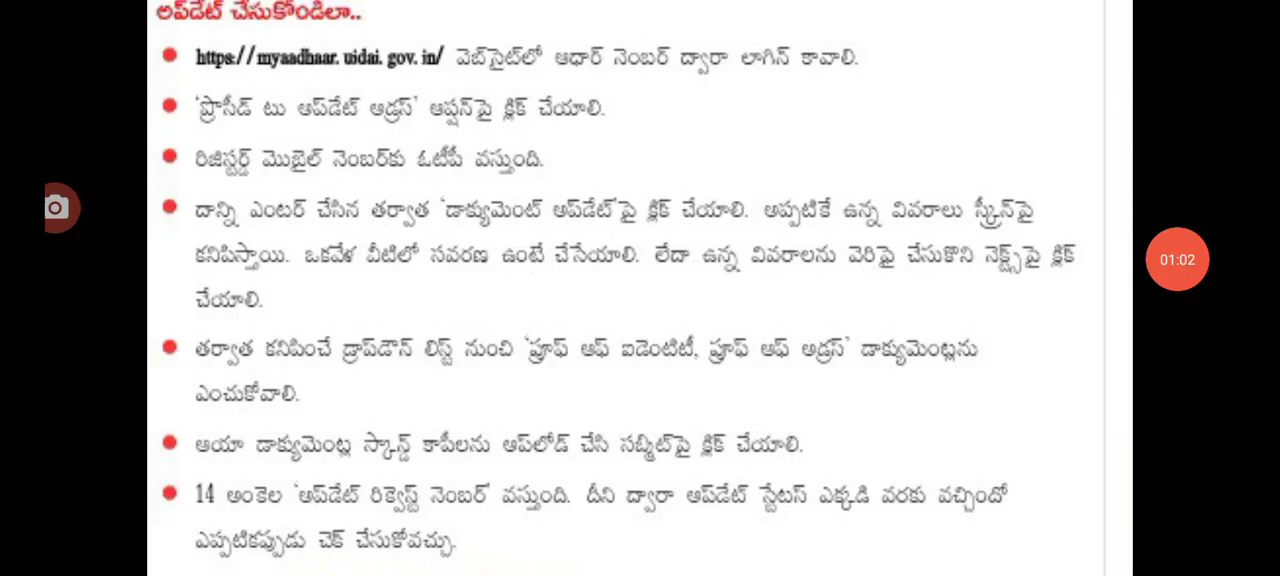 అప్‌డేట్ చేసుకోండిలా..
https://myaadhaar.uidai.gov.in/ వెబ్‌సైట్‌లో ఆధార్ నెంబర్ ద్వారా లాగిన్ కావాలి.
'ప్రొసీడ్ టు అప్‌డేట్ ఆడ్రస్' ఆప్షన్‌పై క్లిక్ చేయాలి.
రిజిస్టర్డ్ మొబైల్ నెంబర్‌కు ఓటీపీ వస్తుంది.
దాన్ని ఎంటర్ చేసిన తర్వాత 'డాక్యుమెంట్ అప్‌డేట్'పై క్లిక్ చేయాలి. అప్పటికే ఉన్న వివరాలు స్క్రీన్‌పై
కనిపిస్తాయి. ఒకవేళ వీటిలో సవరణ ఉంటే చేసేయాలి. లేదా ఉన్న వివరాలను వెరిఫై చేసుకొని నెక్ట్స్‌పై క్లిక్
చేయాలి.
తర్వాత కనిపించే డ్రాప్‌డౌన్ లిస్ట్ నుంచి 'ప్రూఫ్ ఆఫ్ ఐడెంటిటీ, ప్రూఫ్ ఆఫ్ అడ్రస్' డాక్యుమెంట్లను
ఎంచుకోవాలి.
ఆయా డాక్యుమెంట్ల స్కాన్డ్ కాపీలను అప్‌లోడ్ చేసి సబ్మిట్‌పై క్లిక్ చేయాలి.
14 అంకెల 'అప్‌డేట్ రిక్వెస్ట్ నెంబర్' వస్తుంది. దీని ద్వారా అప్‌డేట్ స్టేటస్ ఎక్కడి వరకు వచ్చిందో
ఎప్పటికప్పుడు చెక్ చేసుకోవచ్చు.
01:02